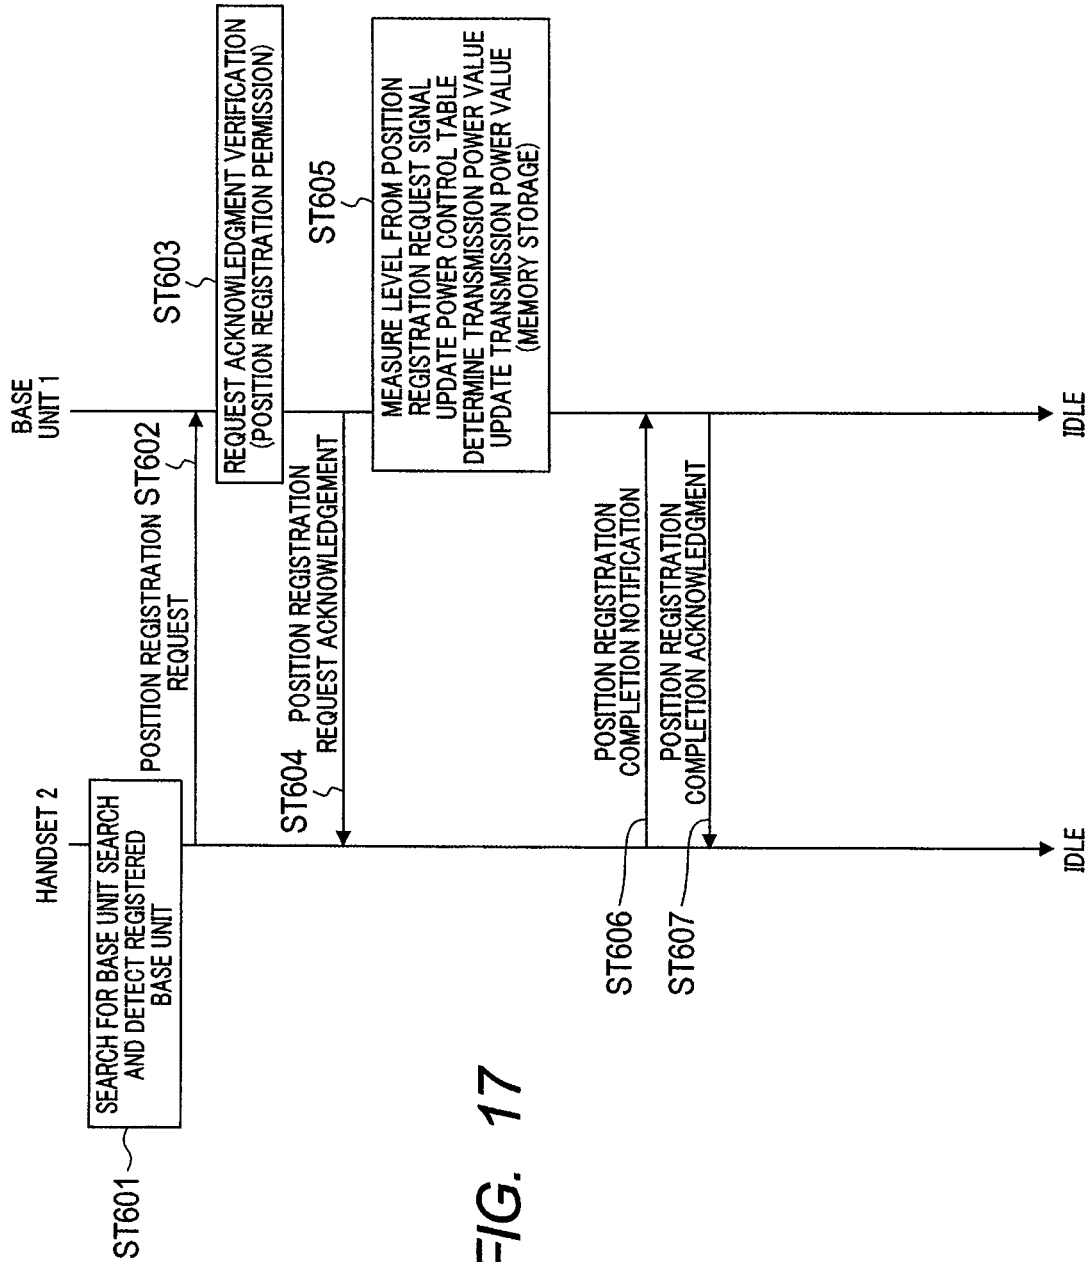 HANDSET 2
BASE
UNIT 1
ST601
SEARCH FOR BASE UNIT SEARCH
AND DETECT REGISTERED
BASE UNIT
POSITION REGISTRATION
REQUEST
ST602
ST603
REQUEST ACKNOWLEDGMENT VERIFICATION
(POSITION REGISTRATION PERMISSION)
ST604
POSITION REGISTRATION
REQUEST ACKNOWLEDGEMENT
ST605
MEASURE LEVEL FROM POSITION
REGISTRATION REQUEST SIGNAL
UPDATE POWER CONTROL TABLE
DETERMINE TRANSMISSION POWER VALUE
UPDATE TRANSMISSION POWER VALUE
(MEMORY STORAGE)
ST606
POSITION REGISTRATION
COMPLETION NOTIFICATION
ST607
POSITION REGISTRATION
COMPLETION ACKNOWLEDGMENT
IDLE
IDLE
FIG. 17